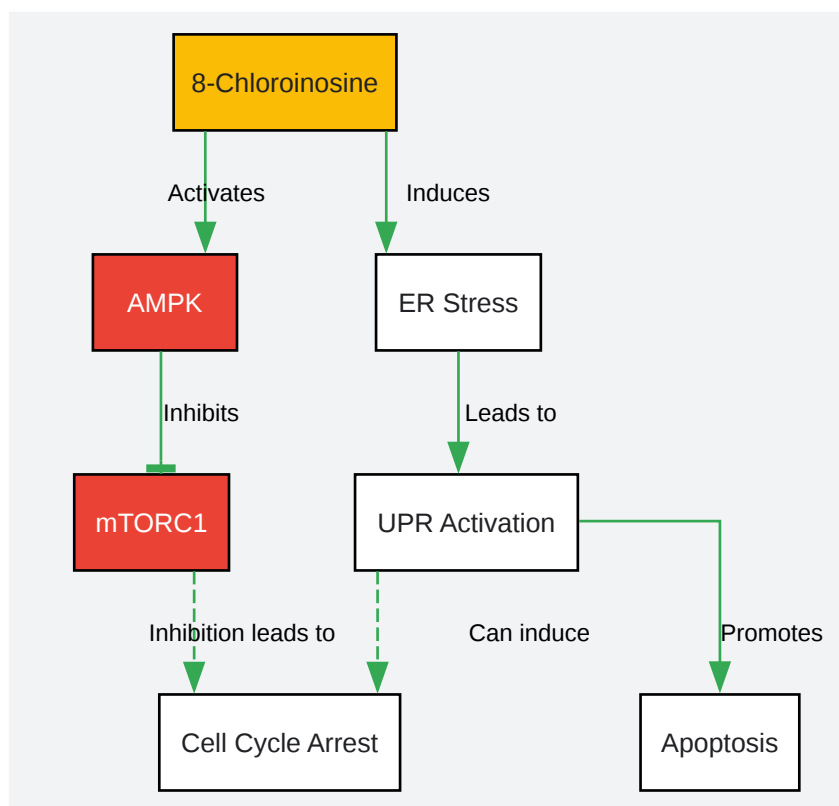 8-Chloroinosine
Activates
Induces
AMPK
ER Stress
Inhibits
Leads to
mTORC1
UPR Activation
Inhibition leads to
Can induce
Promotes
Cell Cycle Arrest
Apoptosis